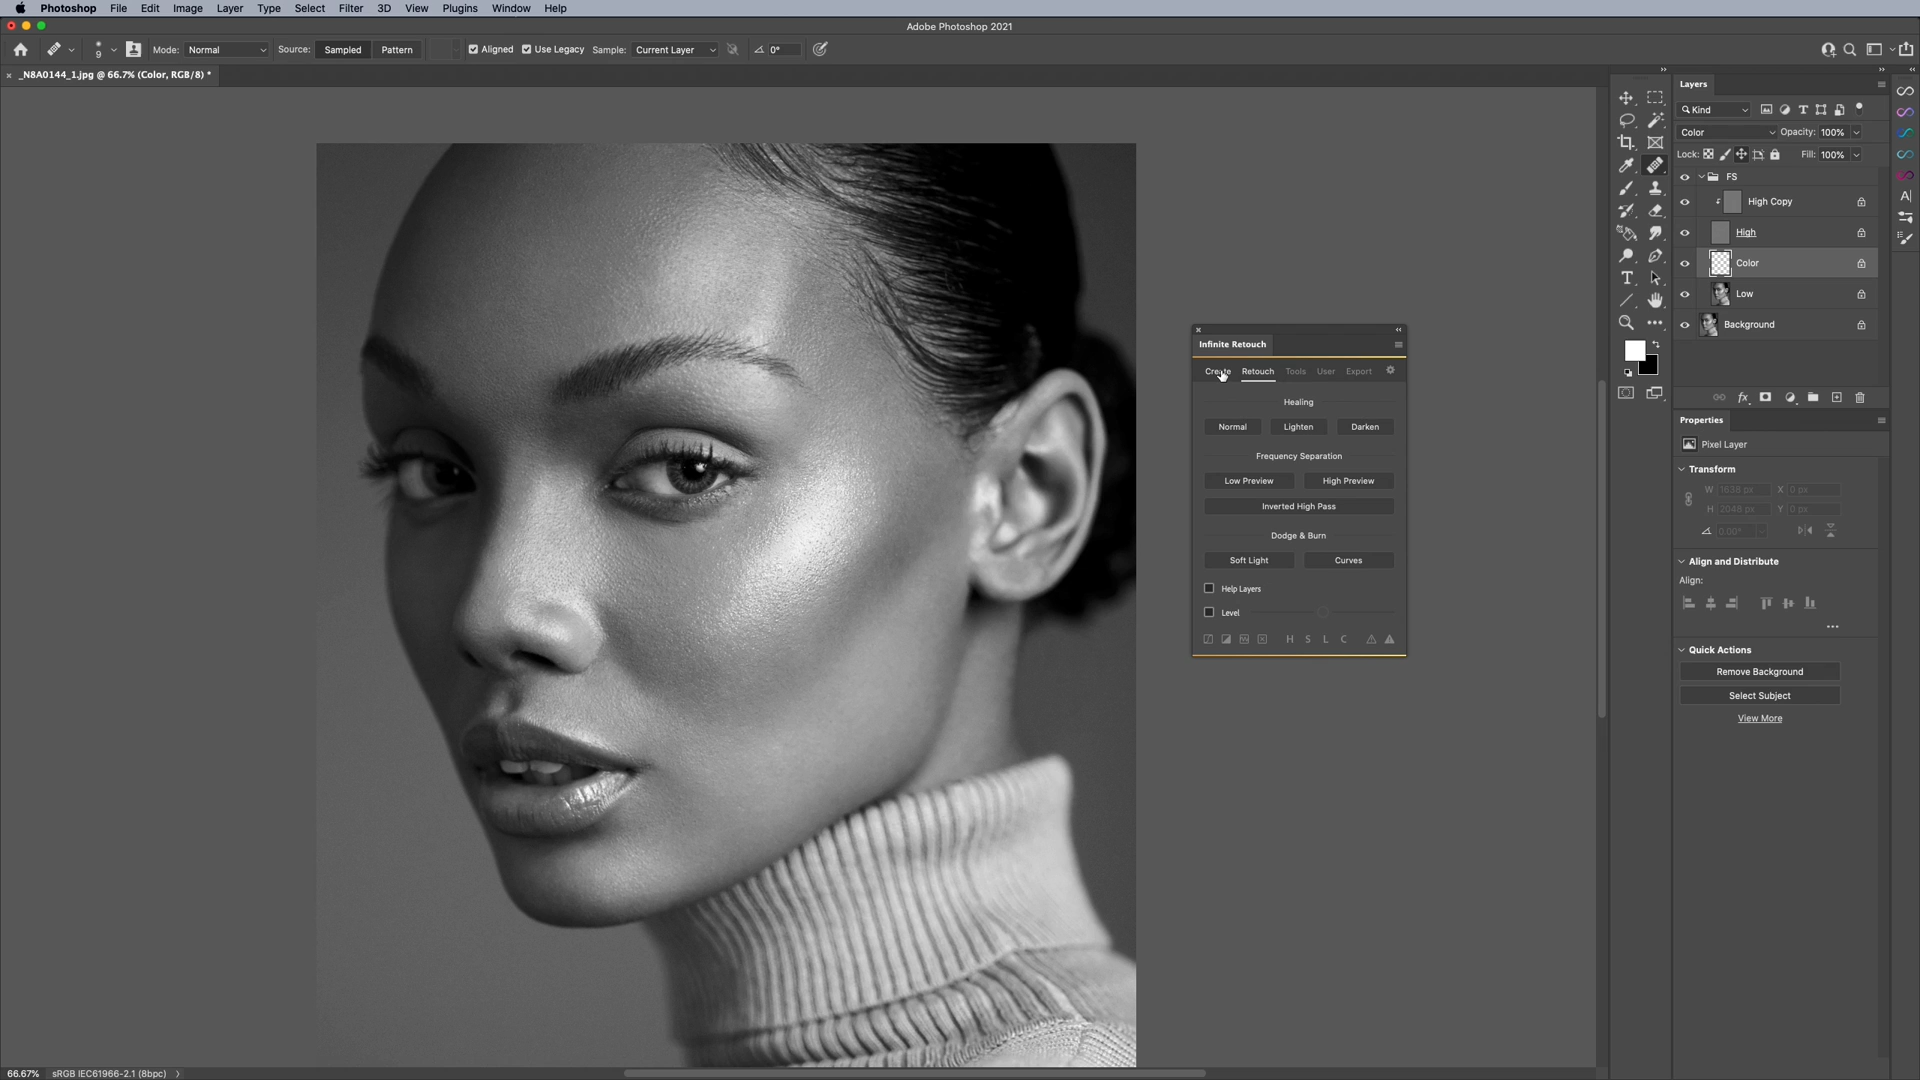 Photoshop File Edit Image Layer Type Select Filter 3D View Plugins Window Help
Adobe Photoshop 2021
9 Mode: Normal Source: Sampled Pattern Aligned Use Legacy Sample: Current Layer 0°
_N8A0144_1.jpg @ 66.7% (Color, RGB/8) *
Infinite Retouch
Create Retouch Tools User Export
Healing
Normal Lighten Darken
Frequency Separation
Low Preview High Preview
Inverted High Pass
Dodge & Burn
Soft Light Curves
Help Layers
Level
H S L C
Layers
Kind
Color Opacity: 100%
Lock: Fill: 100%
FS
High Copy
High
Color
Low
Background
Properties
Pixel Layer
Transform
W 1638 px X 0 px
H 2048 px Y 0 px
0.00°
Align and Distribute
Align:
Quick Actions
Remove Background
Select Subject
View More
66.67% sRGB IEC61966-2.1 (8bpc)